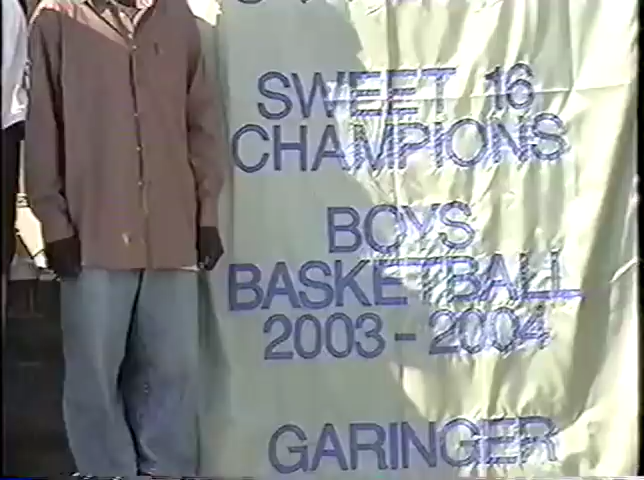 SWEET 16
CHAMPIONS
BOYS
BASKETBALL
2003 - 2004
GARINGER